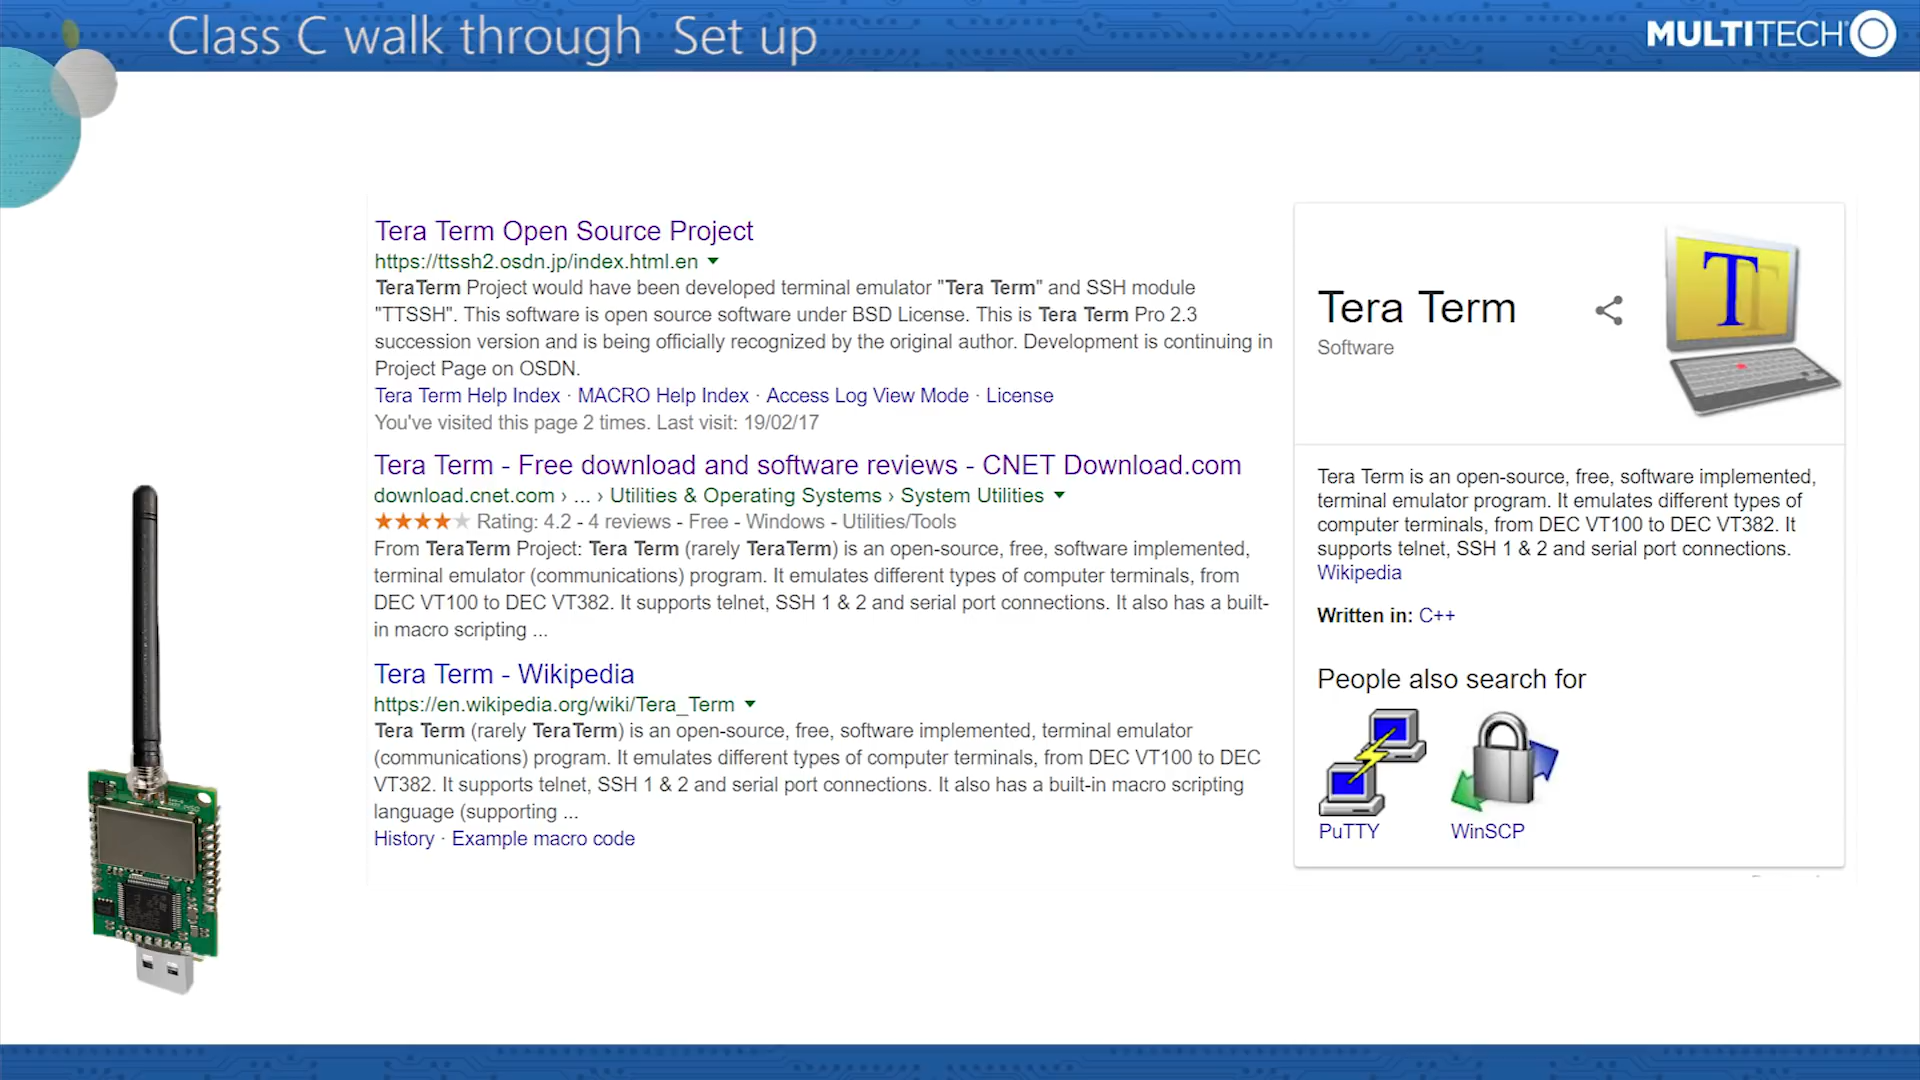 Class C walk through  Set up
MULTITECH
Tera Term Open Source Project
https://ttssh2.osdn.jp/index.html.en
TeraTerm Project would have been developed terminal emulator "Tera Term" and SSH module
"TTSSH". This software is open source software under BSD License. This is Tera Term Pro 2.3
succession version and is being officially recognized by the original author. Development is continuing in
Project Page on OSDN.
Tera Term Help Index · MACRO Help Index · Access Log View Mode · License
You've visited this page 2 times. Last visit: 19/02/17
Tera Term - Free download and software reviews - CNET Download.com
download.cnet.com › ... › Utilities & Operating Systems › System Utilities
Rating: 4.2 - 4 reviews - Free - Windows - Utilities/Tools
From TeraTerm Project: Tera Term (rarely TeraTerm) is an open-source, free, software implemented,
terminal emulator (communications) program. It emulates different types of computer terminals, from
DEC VT100 to DEC VT382. It supports telnet, SSH 1 & 2 and serial port connections. It also has a built-
in macro scripting ...
Tera Term - Wikipedia
https://en.wikipedia.org/wiki/Tera_Term
Tera Term (rarely TeraTerm) is an open-source, free, software implemented, terminal emulator
(communications) program. It emulates different types of computer terminals, from DEC VT100 to DEC
VT382. It supports telnet, SSH 1 & 2 and serial port connections. It also has a built-in macro scripting
language (supporting ...
History · Example macro code
Tera Term
Software
T
Tera Term is an open-source, free, software implemented,
terminal emulator program. It emulates different types of
computer terminals, from DEC VT100 to DEC VT382. It
supports telnet, SSH 1 & 2 and serial port connections.
Wikipedia
Written in: C++
People also search for
PuTTY
WinSCP